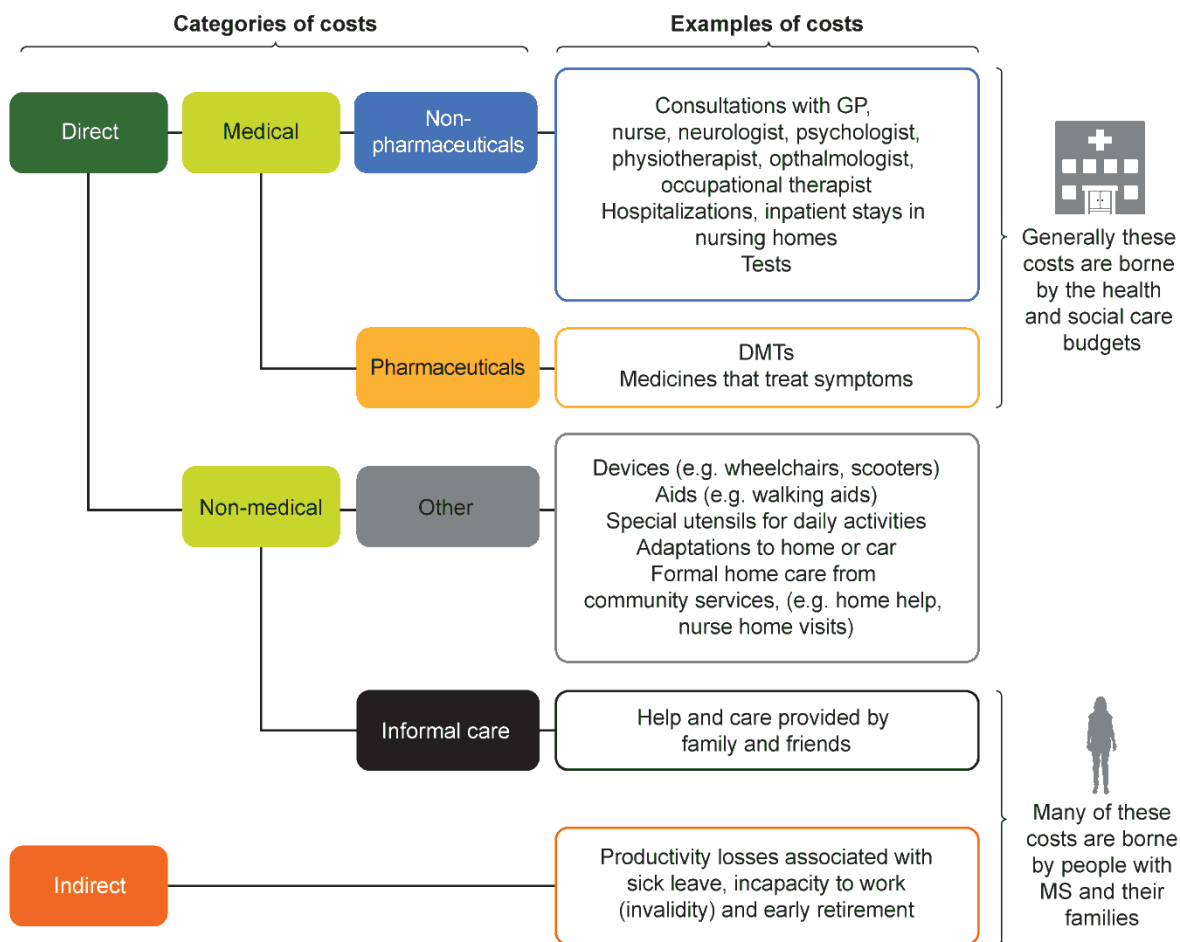 Categories of costs
Examples of costs
Direct
Medical
Non-
pharmaceuticals
Consultations with GP,
nurse, neurologist, psychologist,
physiotherapist, opthalmologist,
occupational therapist
Hospitalizations, inpatient stays in
nursing homes
Tests
Generally these
costs are borne
by the health
and social care
budgets
Pharmaceuticals
DMTs
Medicines that treat symptoms
Non-medical
Other
Devices (e.g. wheelchairs, scooters)
Aids (e.g. walking aids)
Special utensils for daily activities
Adaptations to home or car
Formal home care from
community services, (e.g. home help,
nurse home visits)
Informal care
Help and care provided by
family and friends
Many of these
costs are borne
by people with
MS and their
families
Indirect
Productivity losses associated with
sick leave, incapacity to work
(invalidity) and early retirement